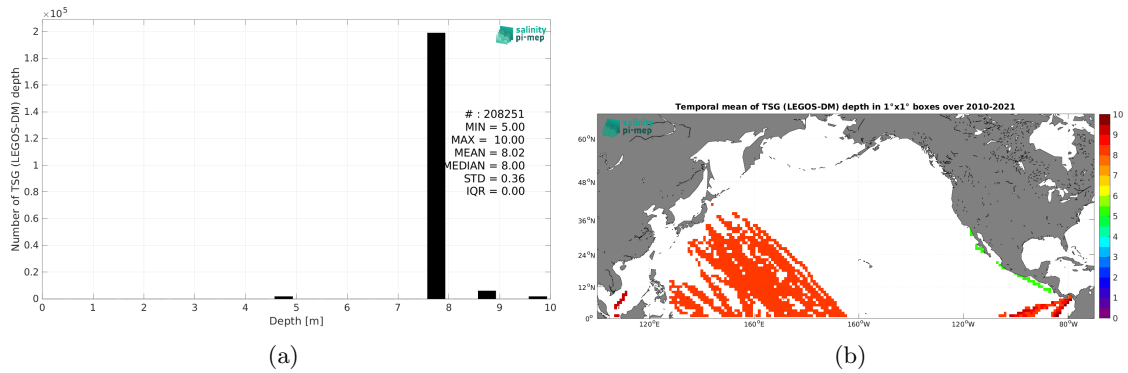 ×10⁵
2
1.8
1.6
1.4
1.2
1
0.8
0.6
0.4
0.2
0
Number of TSG (LEGOS-DM) depth
salinity
pi-mep
# : 208251
MIN = 5.00
MAX = 10.00
MEAN = 8.02
MEDIAN = 8.00
STD = 0.36
IQR = 0.00
0 1 2 3 4 5 6 7 8 9 10
Depth [m]
(a)
Temporal mean of TSG (LEGOS-DM) depth in 1°x1° boxes over 2010-2021
salinity
pi-mep
60°N
48°N
36°N
24°N
12°N
0°
120°E 160°E 160°W 120°W 80°W
10
9
8
7
6
5
4
3
2
1
0
(b)